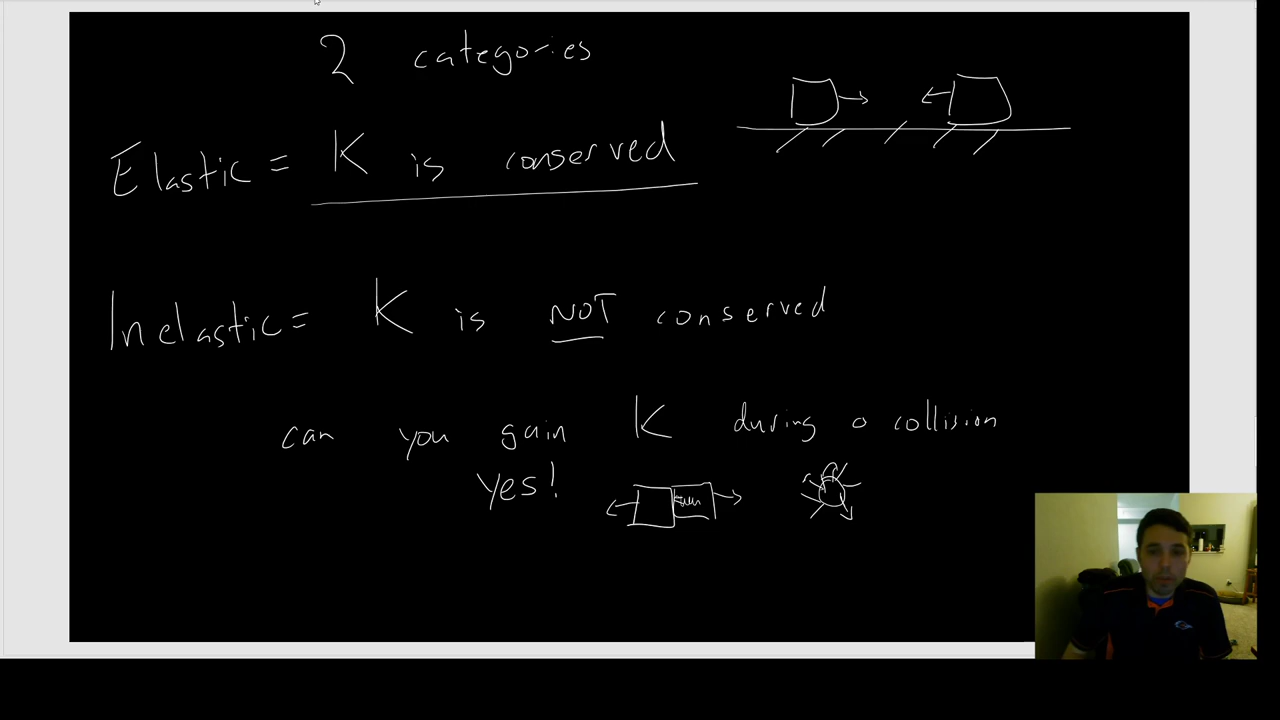 2 categories
Elastic = K is conserved
Inelastic = K is NOT conserved
can you gain K during a collision
yes!